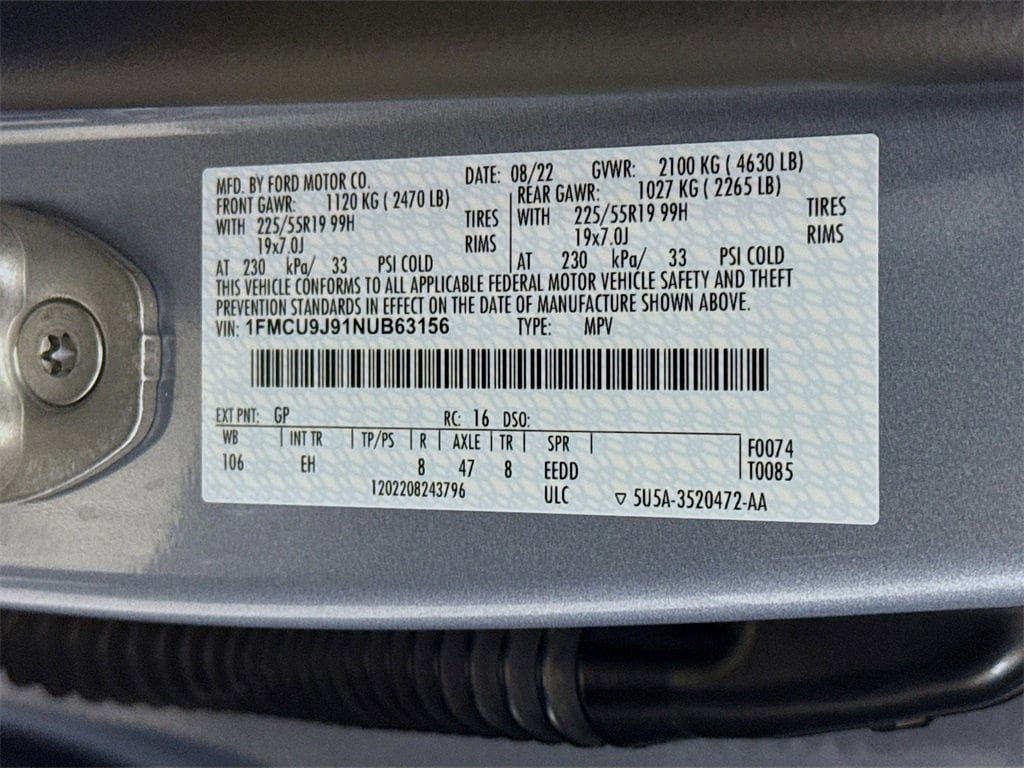 MFD. BY FORD MOTOR CO. DATE: 08/22 GVWR: 2100 KG ( 4630 LB)
FRONT GAWR: 1120 KG ( 2470 LB) REAR GAWR: 1027 KG ( 2265 LB)
WITH 225/55R19 99H TIRES WITH 225/55R19 99H TIRES
19x7.0J RIMS 19x7.0J RIMS
AT 230 kPa/ 33 PSI COLD AT 230 kPa/ 33 PSI COLD
THIS VEHICLE CONFORMS TO ALL APPLICABLE FEDERAL MOTOR VEHICLE SAFETY AND THEFT
PREVENTION STANDARDS IN EFFECT ON THE DATE OF MANUFACTURE SHOWN ABOVE.
VIN: 1FMCU9J91NUB63156 TYPE: MPV
EXT PNT: GP RC: 16 DSO:
WB INT TR TP/PS R AXLE TR SPR F0074
106 EH 8 47 8 EEDD T0085
1202208243796 ULC ▽ 5U5A-3520472-AA